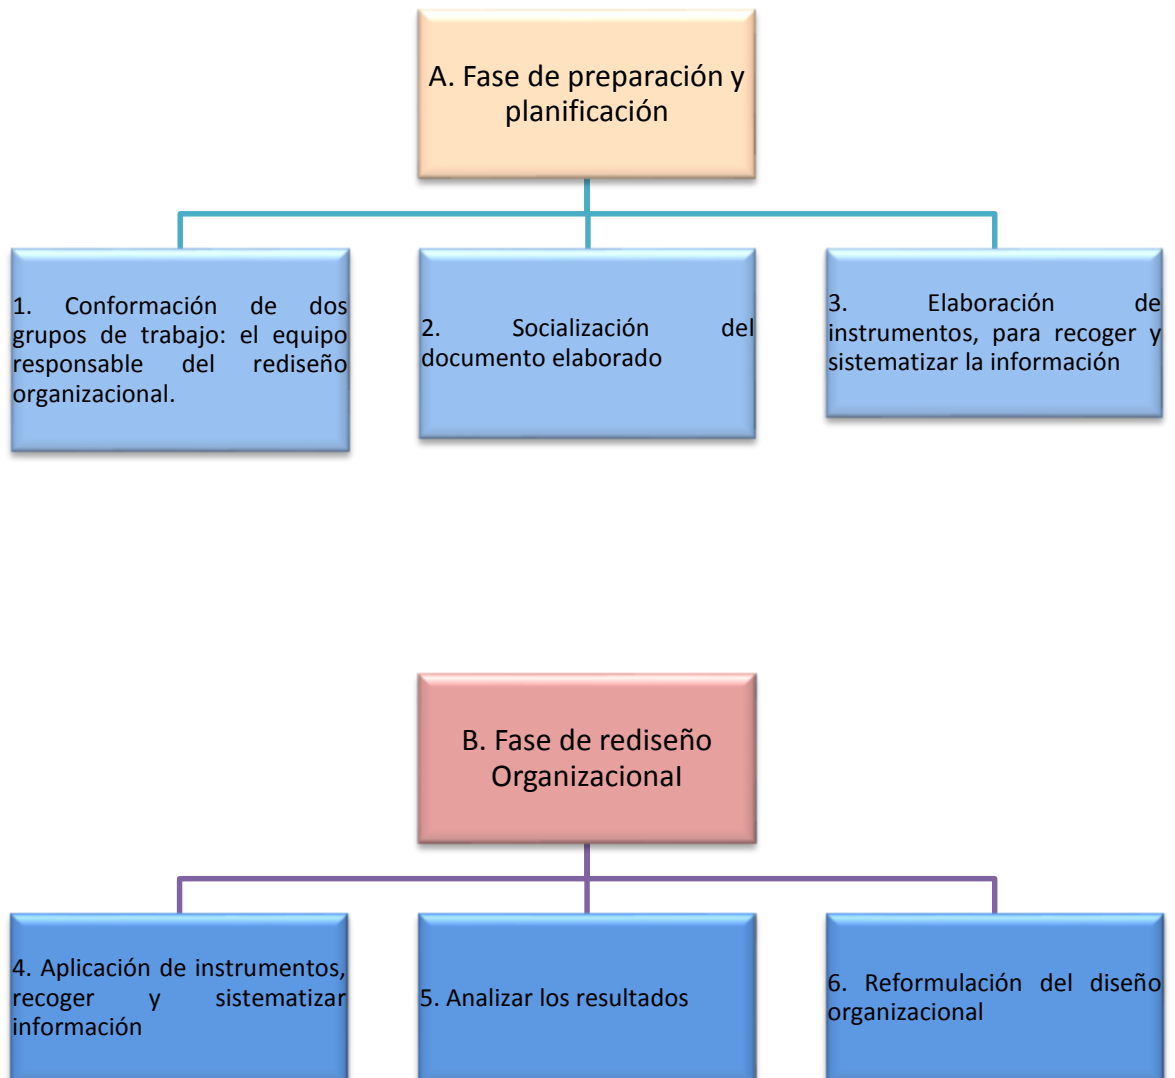 A. Fase de preparación y
planificación
1. Conformación de dos
grupos de trabajo: el equipo
responsable del rediseño
organizacional.
2. Socialización del
documento elaborado
3. Elaboración de
instrumentos, para recoger y
sistematizar la información
B. Fase de rediseño
Organizacional
4. Aplicación de instrumentos,
recoger y sistematizar
información
5. Analizar los resultados
6. Reformulación del diseño
organizacional